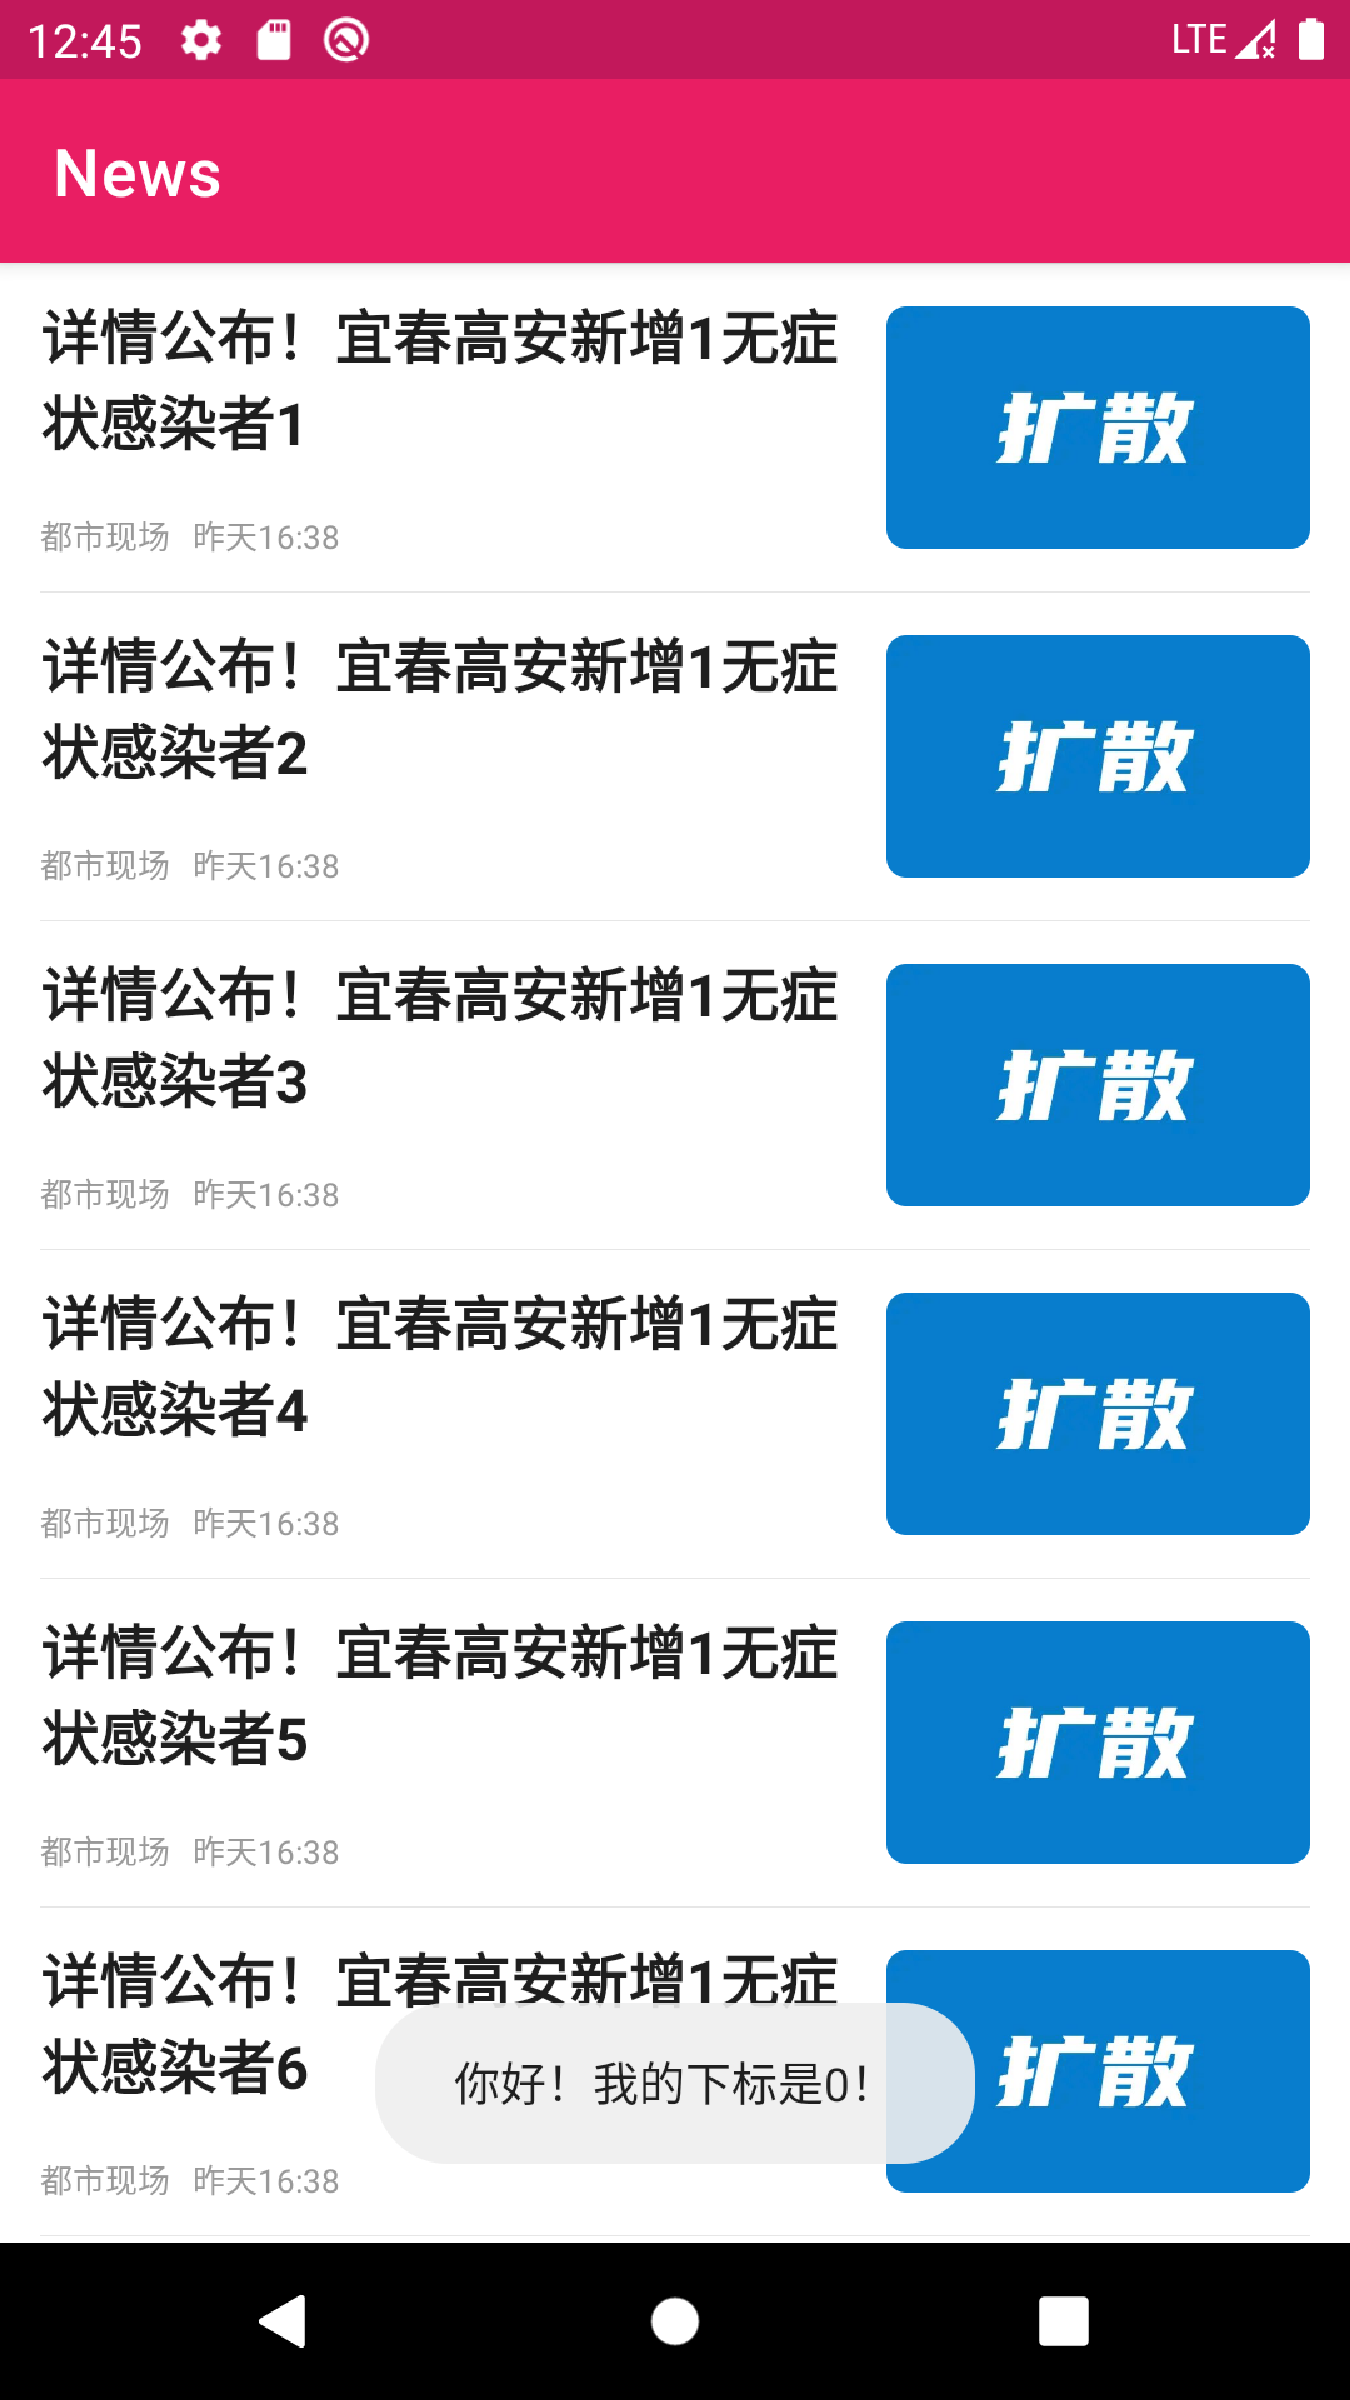 12:45 LTE
News
详情公布！宜春高安新增1无症
状感染者1
扩散
都市现场 昨天16:38
详情公布！宜春高安新增1无症
状感染者2
扩散
都市现场 昨天16:38
详情公布！宜春高安新增1无症
状感染者3
扩散
都市现场 昨天16:38
详情公布！宜春高安新增1无症
状感染者4
扩散
都市现场 昨天16:38
详情公布！宜春高安新增1无症
状感染者5
扩散
都市现场 昨天16:38
详情公布！宜春高安新增1无症
状感染者6
扩散
你好！我的下标是0！
都市现场 昨天16:38